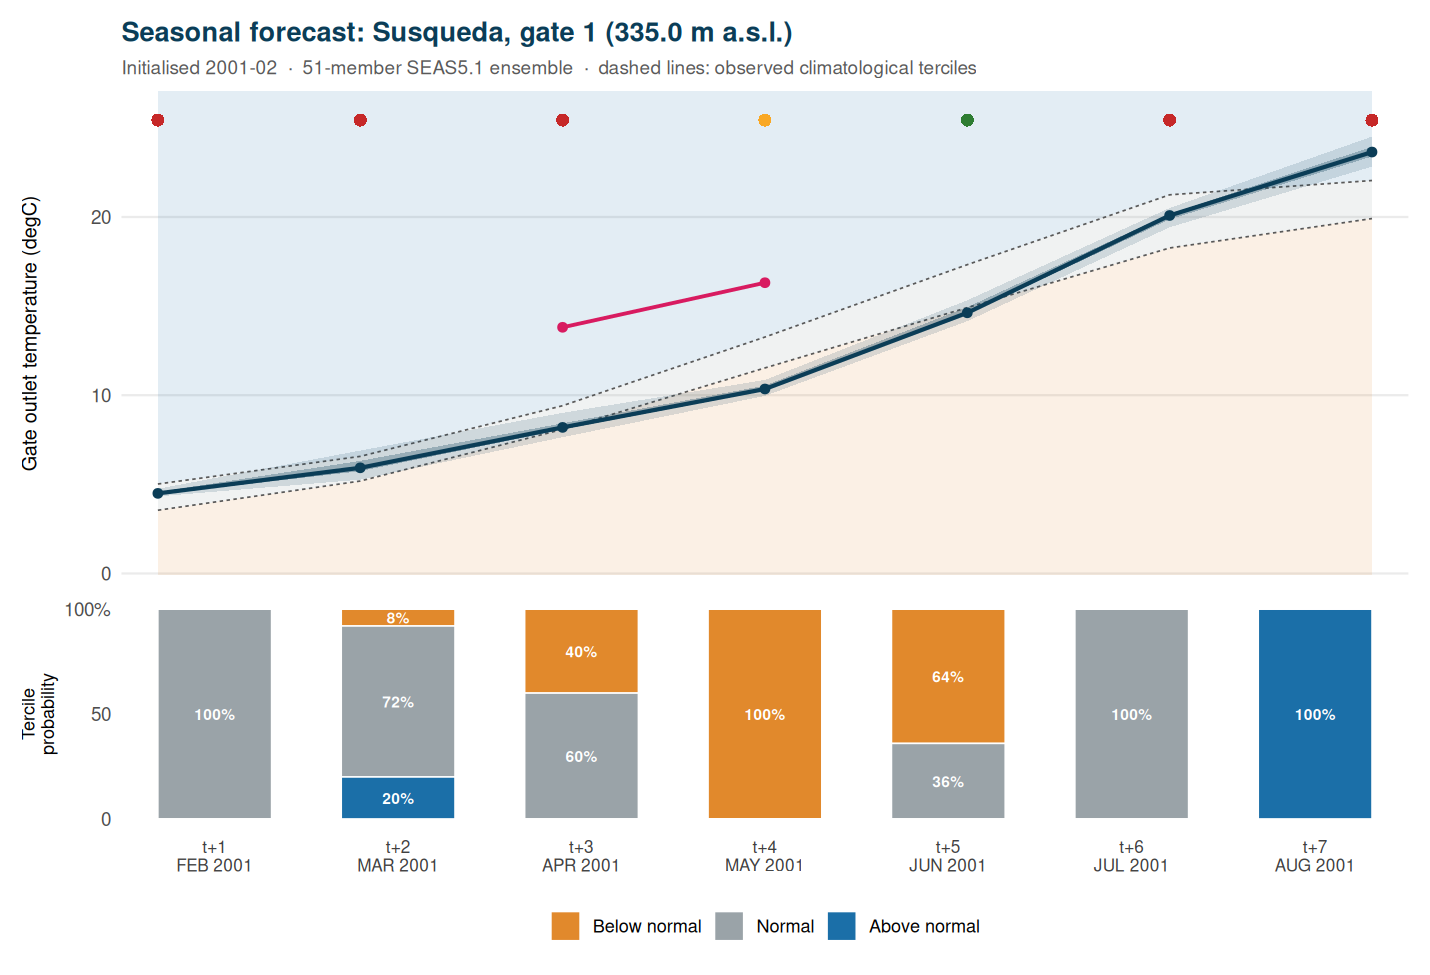 Seasonal forecast: Susqueda, gate 1 (335.0 m a.s.l.)
Initialised 2001-02 · 51-member SEAS5.1 ensemble · dashed lines: observed climatological terciles
Gate outlet temperature (degC)
20
10
0
Tercile
probability
100%
50
0
100%
8%
72%
20%
40%
60%
100%
64%
36%
100%
100%
t+1
FEB 2001
t+2
MAR 2001
t+3
APR 2001
t+4
MAY 2001
t+5
JUN 2001
t+6
JUL 2001
t+7
AUG 2001
Below normal
Normal
Above normal